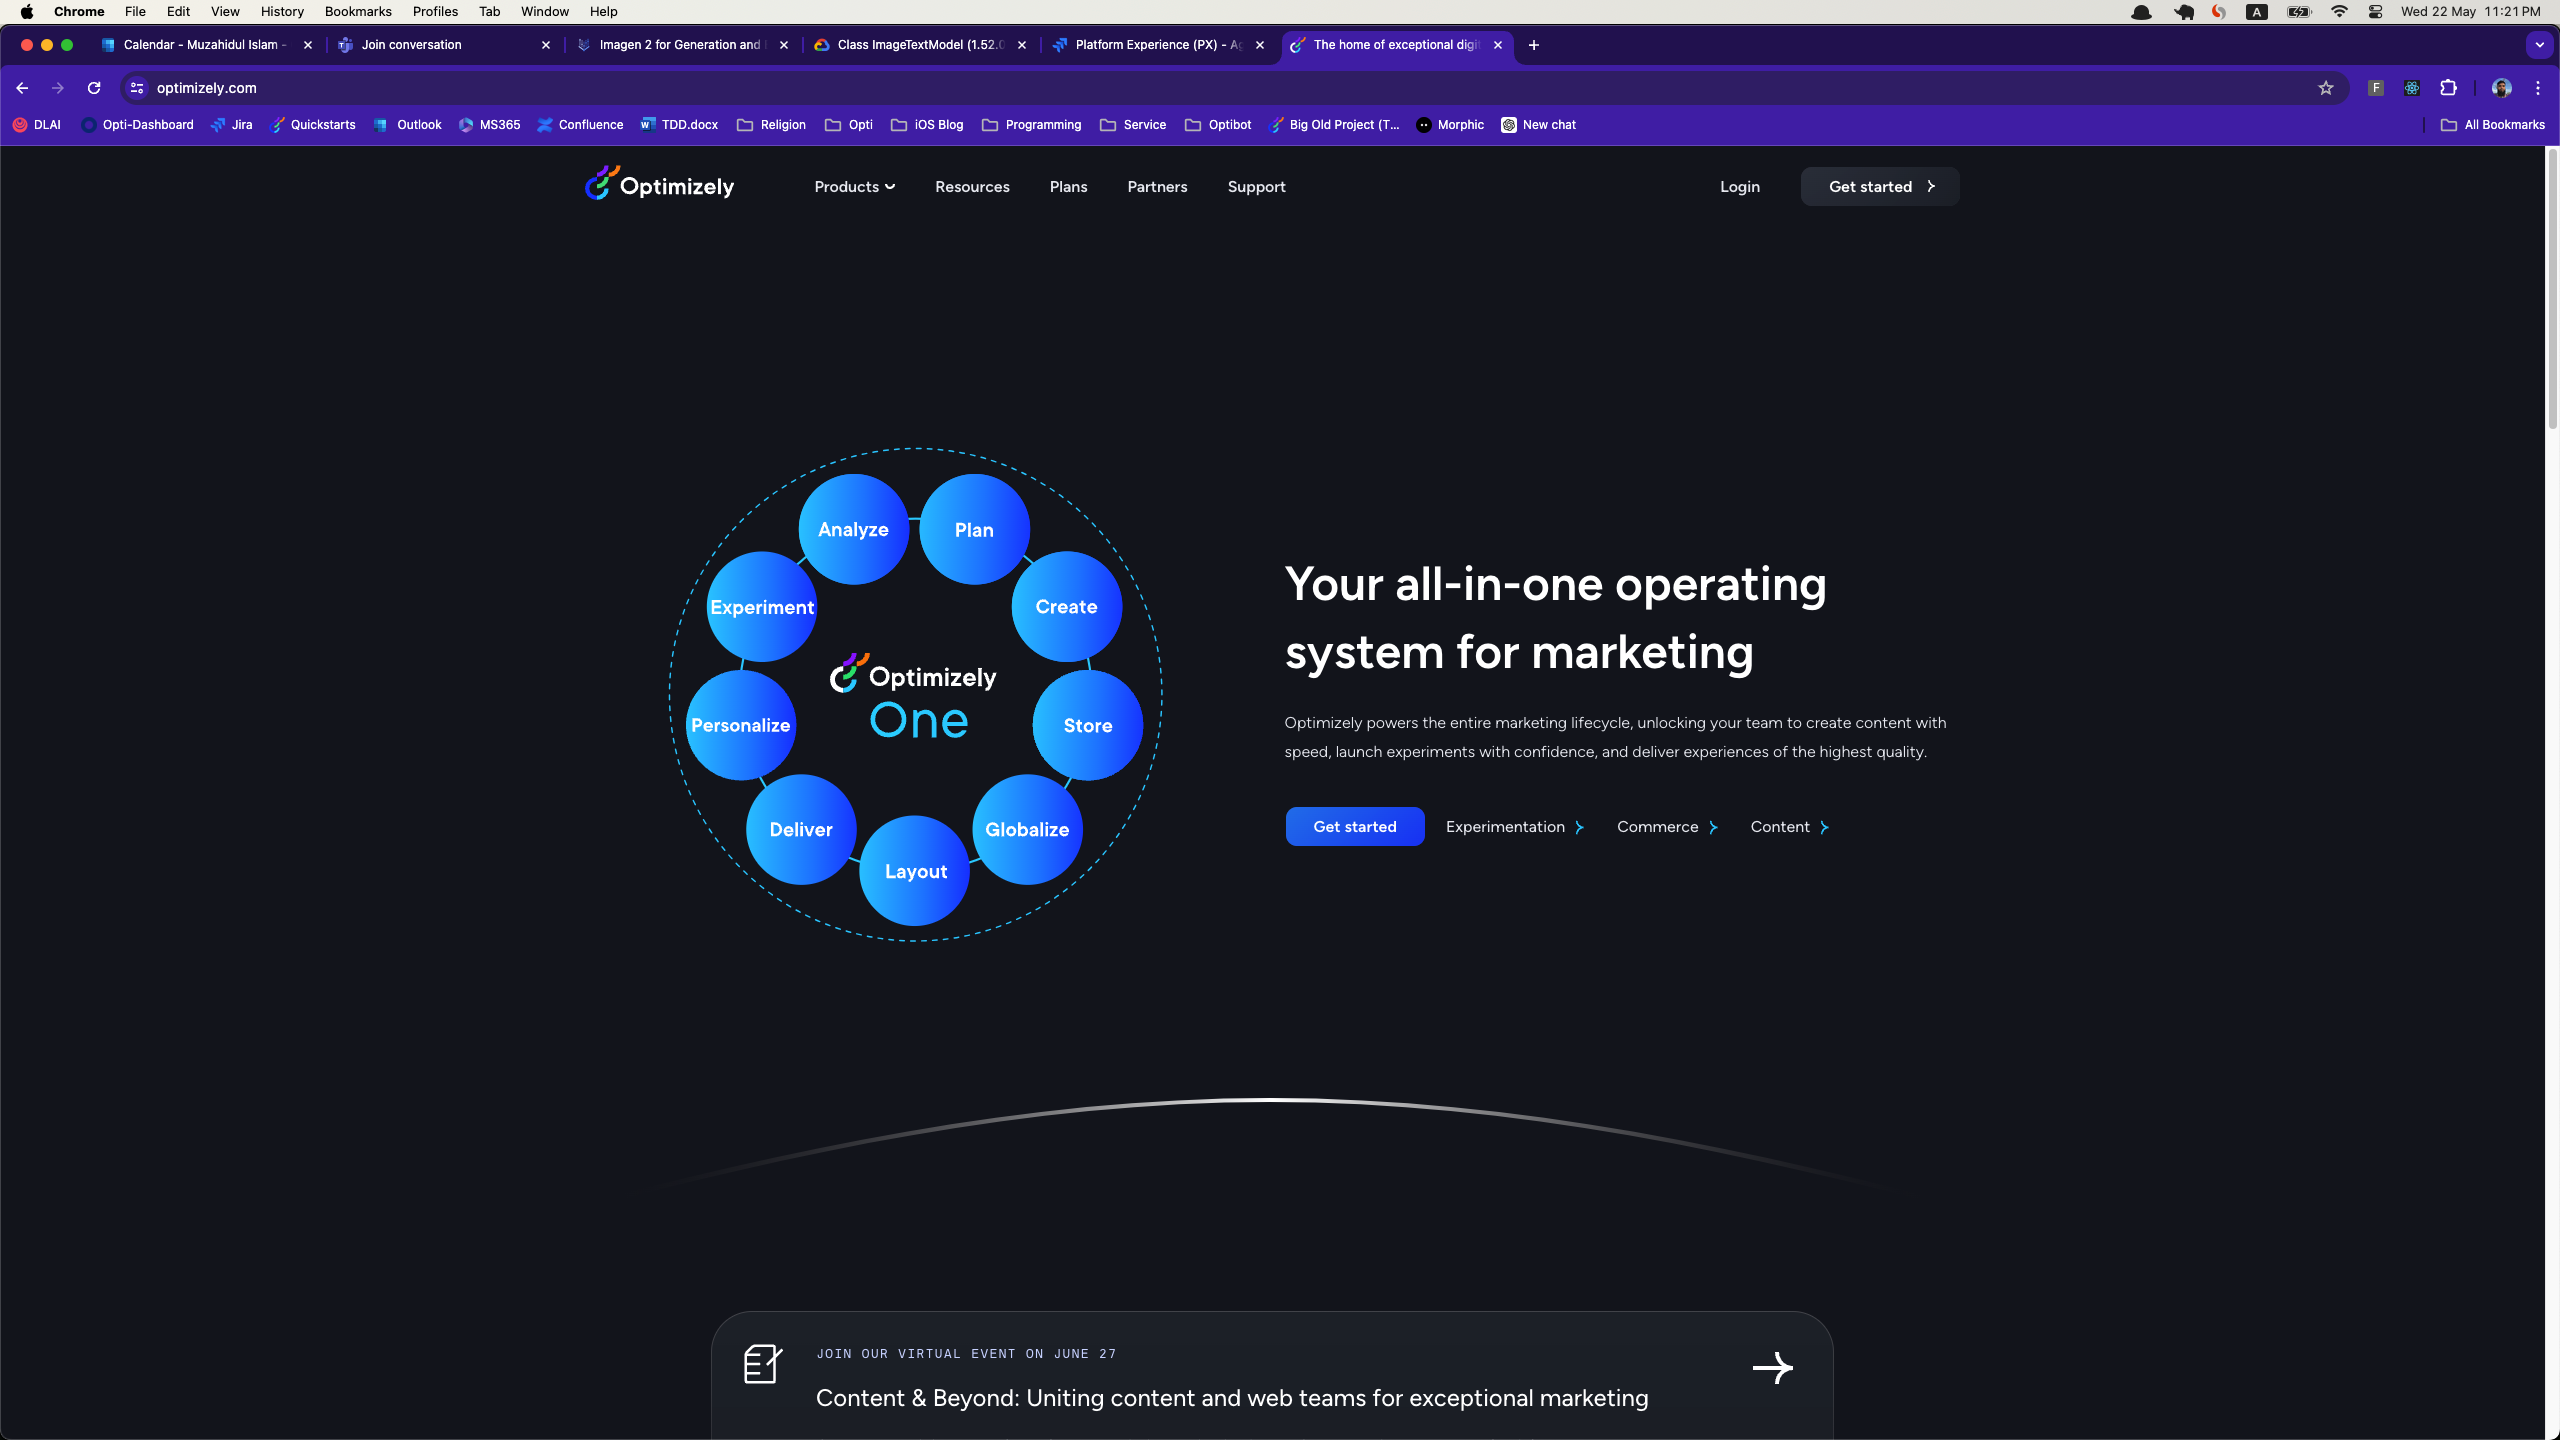 Chrome File Edit View History Bookmarks Profiles Tab Window Help
A
Wed 22 May 11:21 PM
Calendar - Muzahidul Islam -
Join conversation
Imagen 2 for Generation and
Class ImageTextModel (1.52.0
Platform Experience (PX) - Ag
The home of exceptional digi
optimizely.com
F
DLAI Opti-Dashboard Jira Quickstarts Outlook MS365 Confluence TDD.docx Religion Opti iOS Blog Programming Service Optibot Big Old Project (T... Morphic New chat All Bookmarks
Optimizely
Products Resources Plans Partners Support
Login Get started
Analyze
Plan
Experiment
Create
Optimizely
One
Personalize
Store
Deliver
Globalize
Layout
Your all-in-one operating
system for marketing
Optimizely powers the entire marketing lifecycle, unlocking your team to create content with
speed, launch experiments with confidence, and deliver experiences of the highest quality.
Get started Experimentation Commerce Content
JOIN OUR VIRTUAL EVENT ON JUNE 27
Content & Beyond: Uniting content and web teams for exceptional marketing